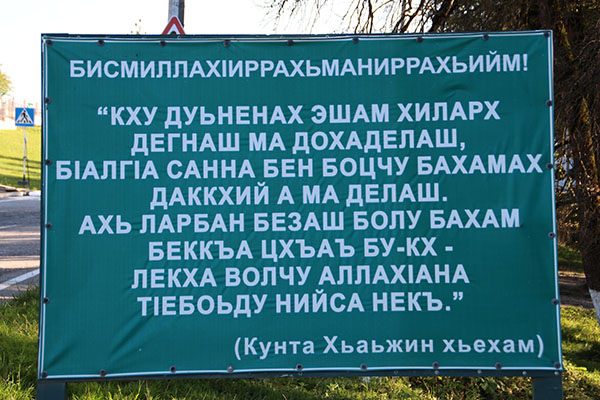 БИСМИЛЛАХIИРРАХЬМАНИРРАХЬИЙМ!
“КХУ ДУЬНЕНАХ ЭШАМ ХИЛАРХ
ДЕГНАШ МА ДОХАДЕЛАШ,
БIАЛГIА САННА БЕН БОЦЧУ БАХАМАХ
ДАККХИЙ А МА ДЕЛАШ.
АХЬ ЛАРБАН БЕЗАШ БОЛУ БАХАМ
БЕККЪА ЦХЪАЪ БУ-КХ -
ЛЕКХА ВОЛЧУ АЛЛАХIАНА
ТIЕБОЬДУ НИЙСА НЕКЪ.”
(Кунта Хьаьжин хьехам)